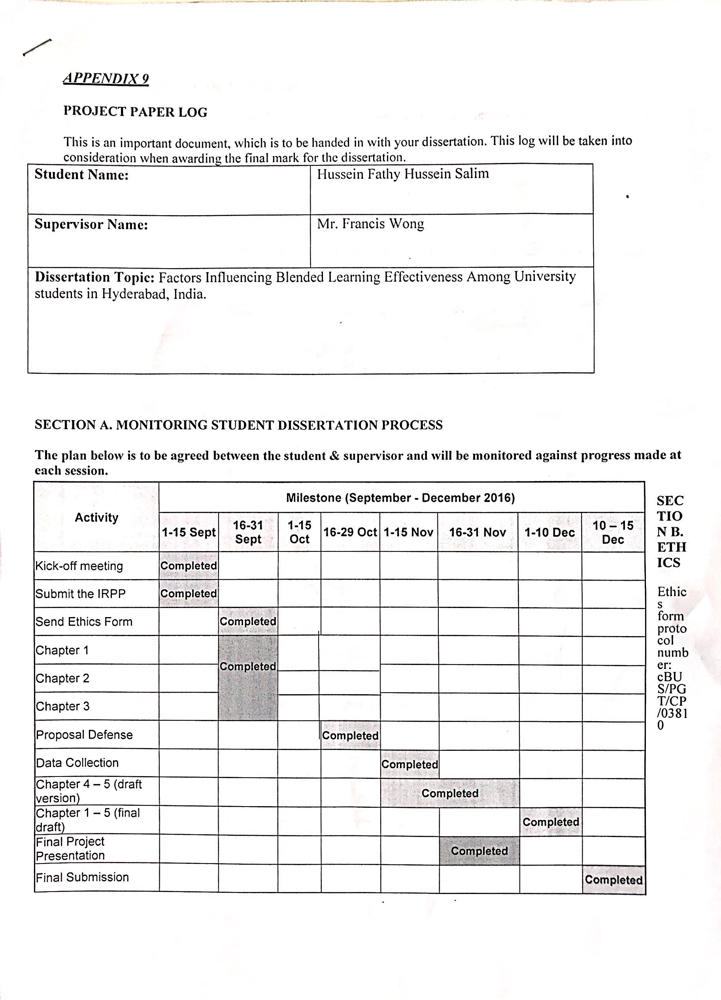 APPENDIX 9
PROJECT PAPER LOG
This is an important document, which is to be handed in with your dissertation. This log will be taken into
consideration when awarding the final mark for the dissertation.
Student Name:
Hussein Fathy Hussein Salim
Supervisor Name:
Mr. Francis Wong
Dissertation Topic: Factors Influencing Blended Learning Effectiveness Among University
students in Hyderabad, India.
SECTION A. MONITORING STUDENT DISSERTATION PROCESS
The plan below is to be agreed between the student & supervisor and will be monitored against progress made at
each session.
Activity
Milestone (September - December 2016)
1-15 Sept
16-31
Sept
1-15
Oct
16-29 Oct
1-15 Nov
16-31 Nov
1-10 Dec
10 – 15
Dec
Kick-off meeting
Completed
Submit the IRPP
Completed
Send Ethics Form
Completed
Chapter 1
Completed
Chapter 2
Chapter 3
Proposal Defense
Completed
Data Collection
Completed
Chapter 4 – 5 (draft
version)
Completed
Chapter 1 – 5 (final
draft)
Completed
Final Project
Presentation
Completed
Final Submission
Completed
SEC
TIO
N B.
ETH
ICS
Ethic
s
form
proto
col
numb
er:
cBU
S/PG
T/CP
/0381
0